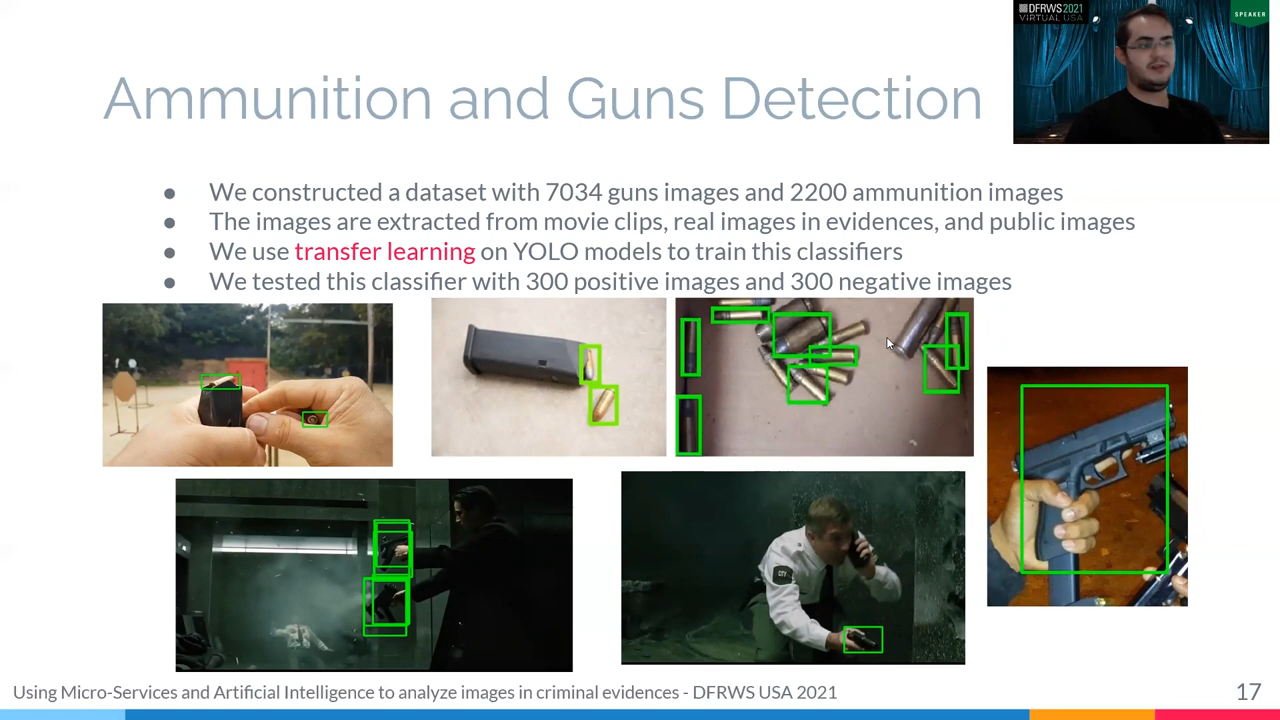 DFRWS2021
VIRTUAL USA
SPEAKER
Ammunition and Guns Detection
● We constructed a dataset with 7034 guns images and 2200 ammunition images
● The images are extracted from movie clips, real images in evidences, and public images
● We use transfer learning on YOLO models to train this classifiers
● We tested this classifier with 300 positive images and 300 negative images
CITY
Using Micro-Services and Artificial Intelligence to analyze images in criminal evidences - DFRWS USA 2021
17